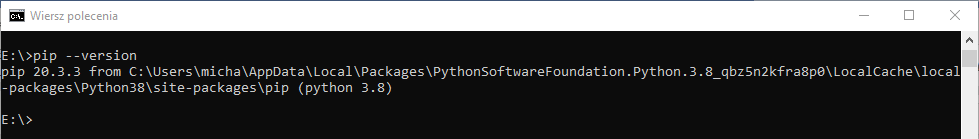 Wiersz polecenia
E:\>pip --version
pip 20.3.3 from C:\Users\micha\AppData\Local\Packages\PythonSoftwareFoundation.Python.3.8_qbz5n2kfra8p0\LocalCache\local
-packages\Python38\site-packages\pip (python 3.8)
E:\>